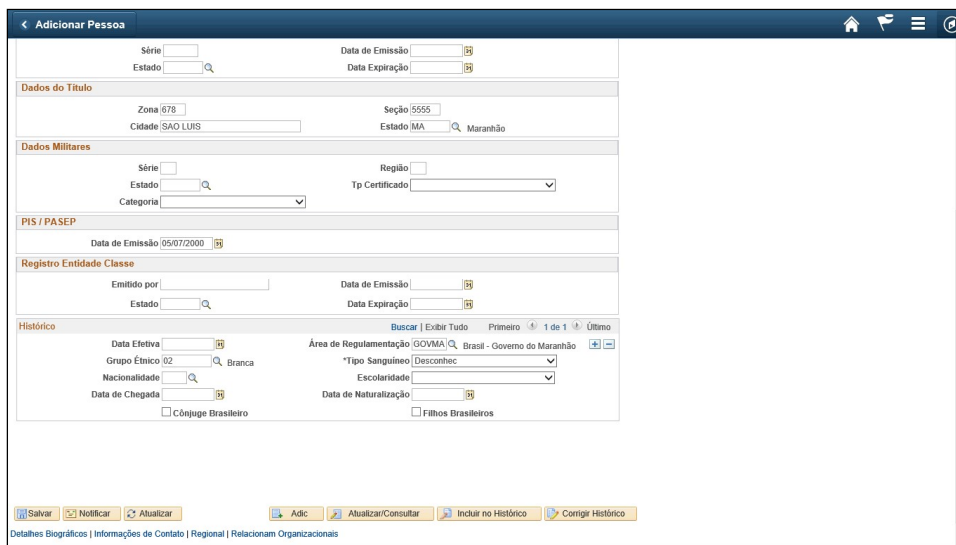 Adicionar Pessoa
Série Data de Emissão
Estado Data Expiração
Dados do Título
Zona 678 Seção 5555
Cidade SAO LUIS Estado MA Maranhão
Dados Militares
Série Região
Estado Tp Certificado
Categoria
PIS / PASEP
Data de Emissão 05/07/2000
Registro Entidade Classe
Emitido por Data de Emissão
Estado Data Expiração
Histórico Buscar | Exibir Tudo Primeiro 1 de 1 Último
Data Efetiva Área de Regulamentação GOVMA Brasil - Governo do Maranhão
Grupo Étnico 02 Branca *Tipo Sanguíneo Desconhec
Nacionalidade Escolaridade
Data de Chegada Data de Naturalização
Cônjuge Brasileiro Filhos Brasileiros
Salvar Notificar Atualizar Adic Atualizar/Consultar Incluir no Histórico Corrigir Histórico
Detalhes Biográficos | Informações de Contato | Regional | Relacionam Organizacionais